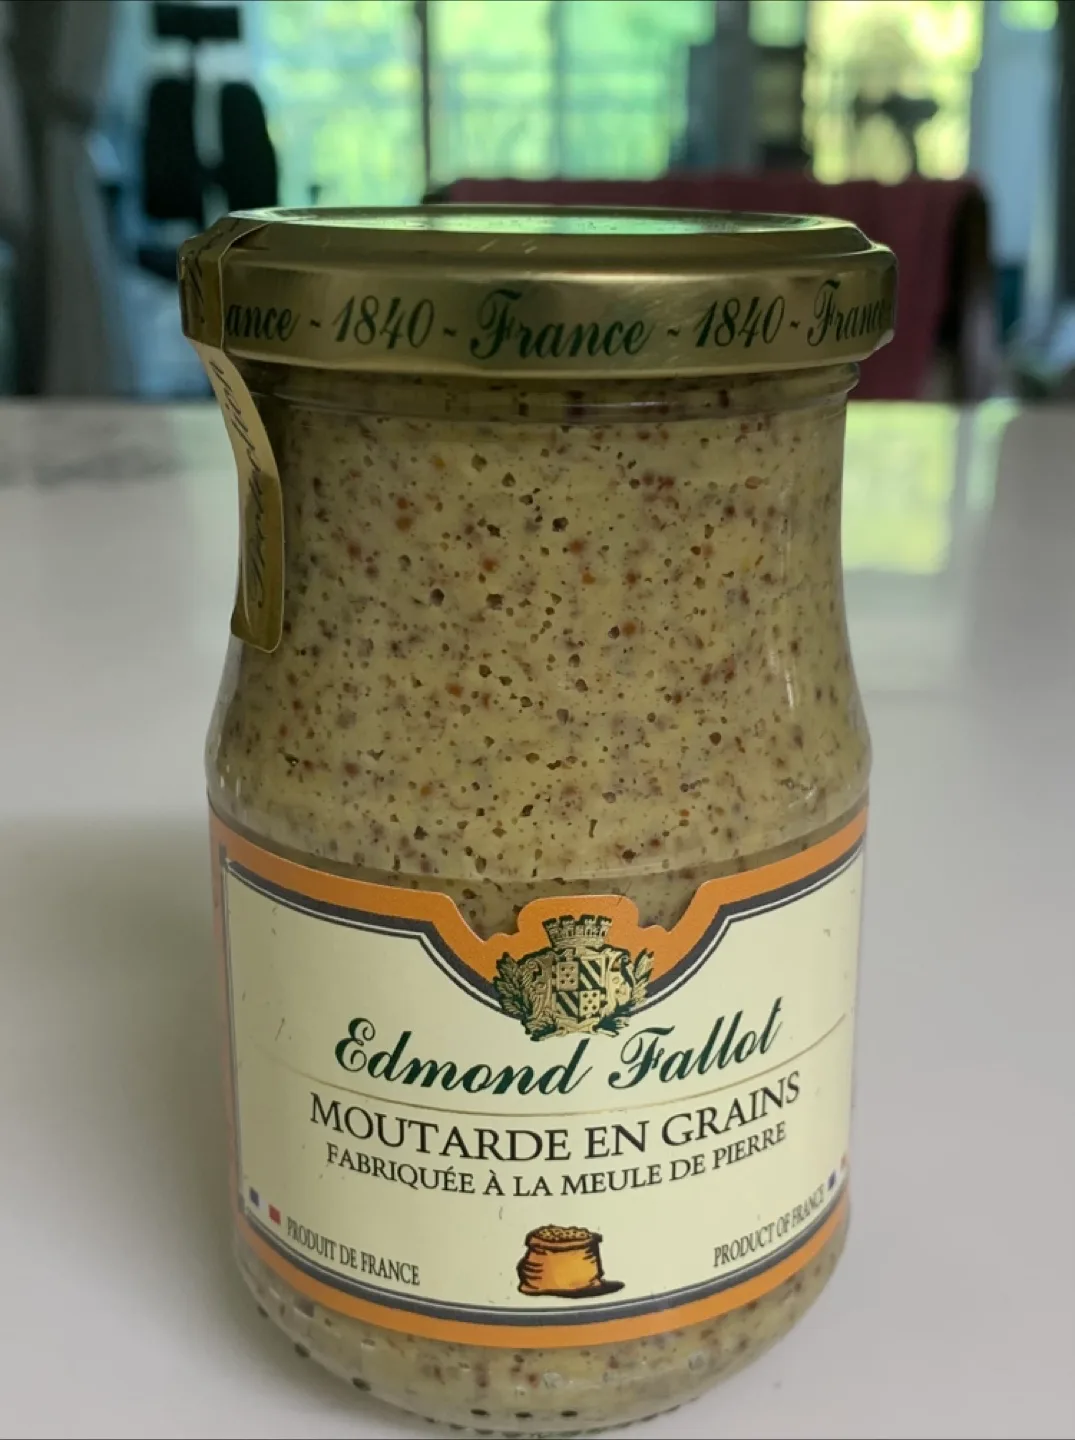 ance ~ 1840 ~ France ~ 1840 ~ France
Edmond Fallot
MOUTARDE EN GRAINS
FABRIQUÉE À LA MEULE DE PIERRE
PRODUIT DE FRANCE
PRODUCT OF FRANCE